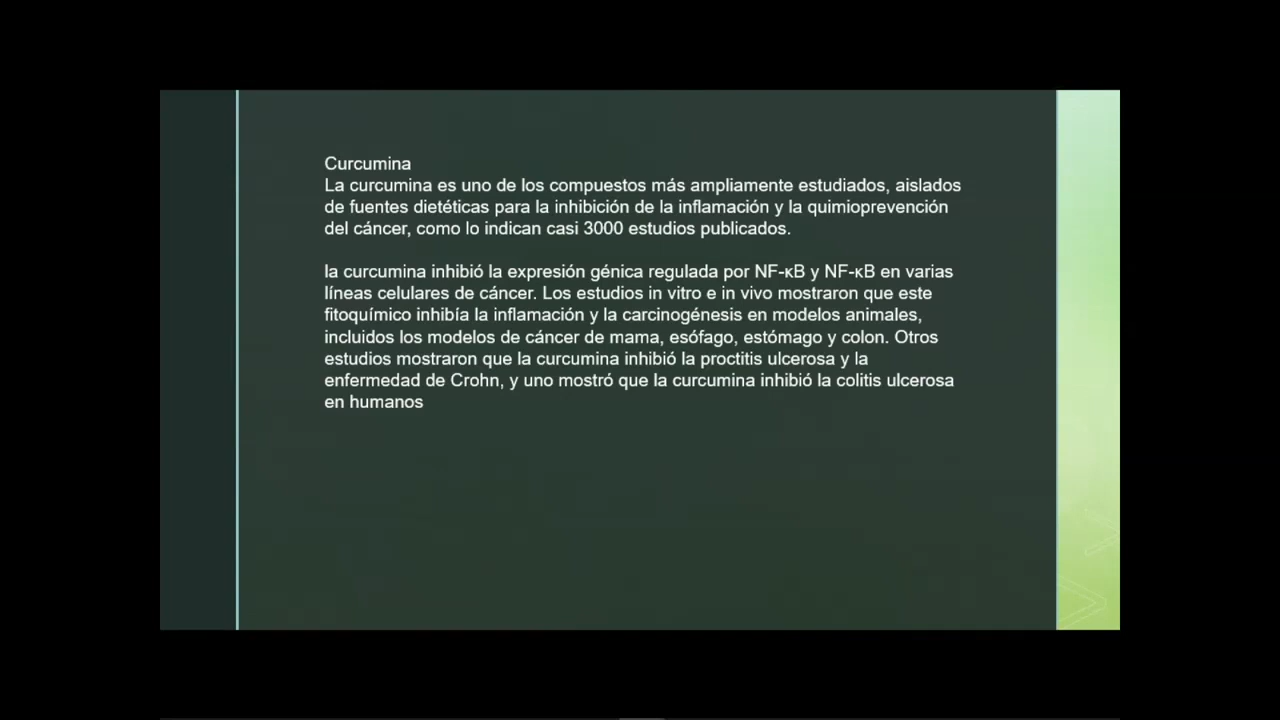 Curcumina
La curcumina es uno de los compuestos más ampliamente estudiados, aislados
de fuentes dietéticas para la inhibición de la inflamación y la quimioprevención
del cáncer, como lo indican casi 3000 estudios publicados.
la curcumina inhibió la expresión génica regulada por NF-κB y NF-κB en varias
líneas celulares de cáncer. Los estudios in vitro e in vivo mostraron que este
fitoquímico inhibía la inflamación y la carcinogénesis en modelos animales,
incluidos los modelos de cáncer de mama, esófago, estómago y colon. Otros
estudios mostraron que la curcumina inhibió la proctitis ulcerosa y la
enfermedad de Crohn, y uno mostró que la curcumina inhibió la colitis ulcerosa
en humanos